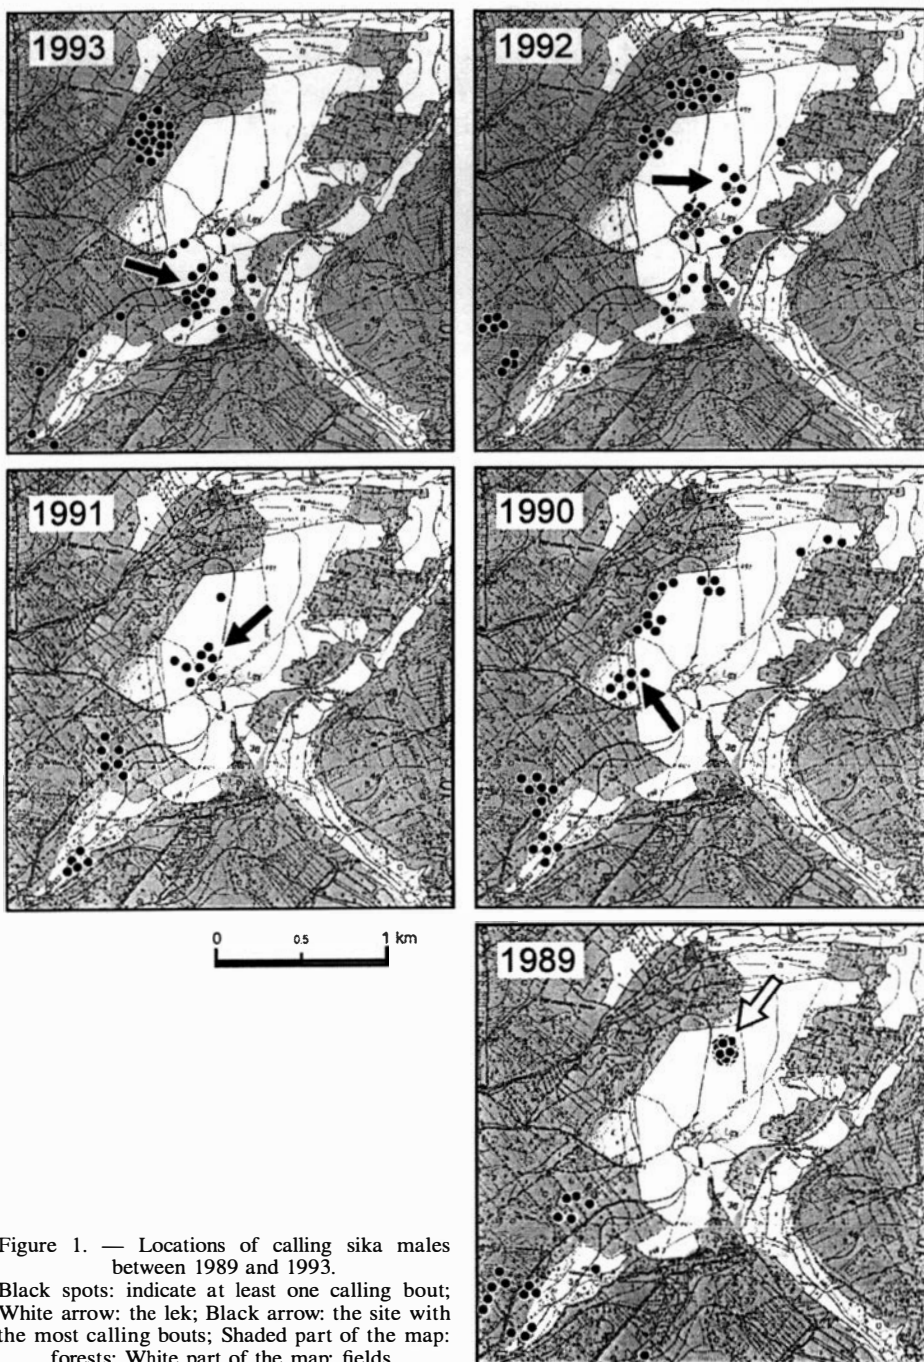 1993
1992
1991
1990
0 0.5 1 km
1989
Figure 1. — Locations of calling sika males
between 1989 and 1993.
Black spots: indicate at least one calling bout;
White arrow: the lek; Black arrow: the site with
the most calling bouts; Shaded part of the map:
forests; White part of the map: fields